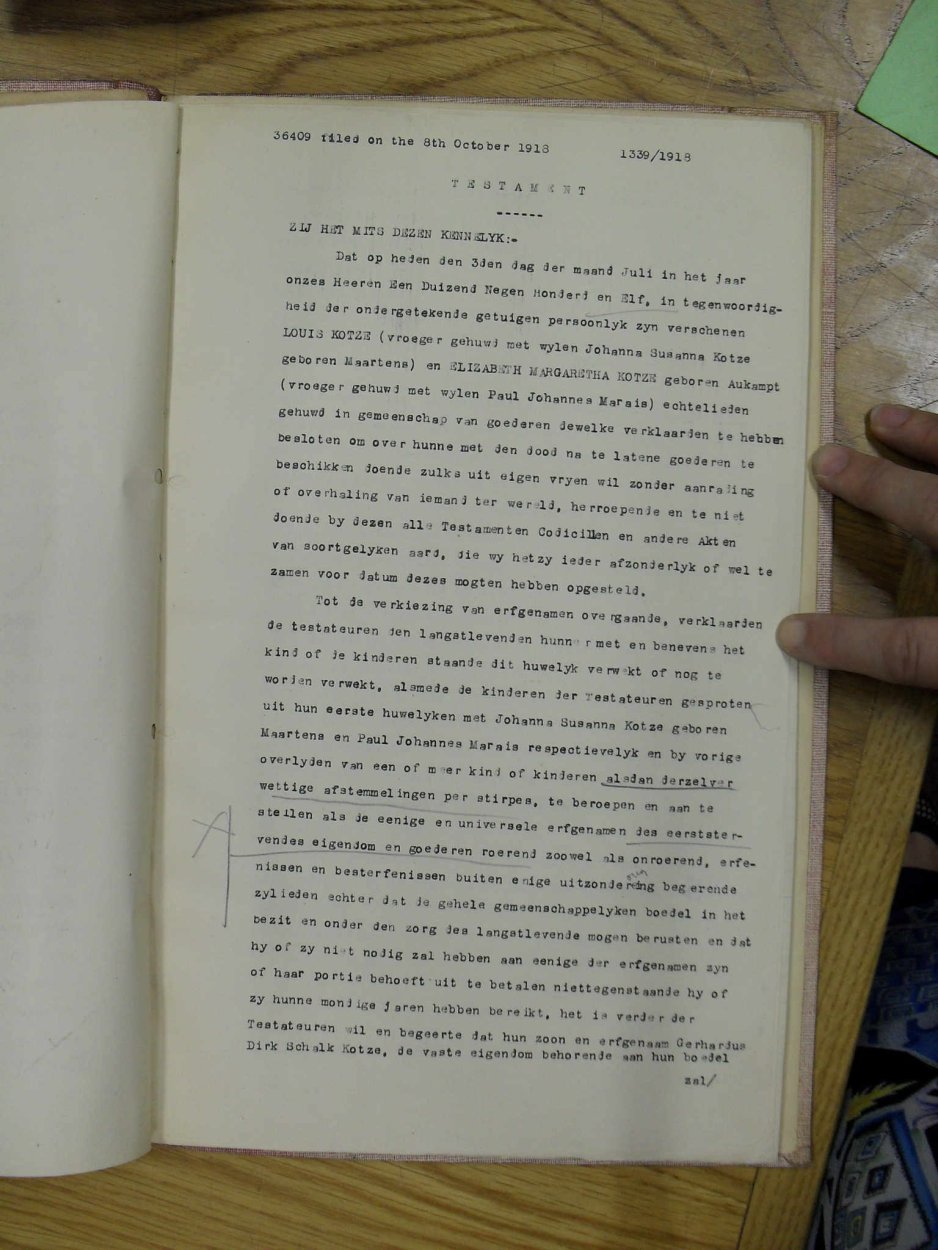 36409 filed on the 8th October 1918 1339/1918
T E S T A M E N T
------
ZIJ HET MITS DEZEN KENNELYK:-
Dat op heden den 3den dag der maand Juli in het jaar
onzes Heeren Een Duizend Negen Honderd en Elf, in tegenwoordig-
heid der ondergetekende getuigen persoonlyk zyn verschenen
LOUIS KOTZE (vroeger gehuwd met wylen Johanna Susanna Kotze
geboren Maartens) en ELIZABETH MARGARETHA KOTZE geboren Aukampt
(vroeger gehuwd met wylen Paul Johannes Marais) echtelieden
gehuwd in gemeenschap van goederen dewelke verklaarden te hebben
besloten om over hunne met den dood na te latene goederen te
beschikken doende zulks uit eigen vryen wil zonder aanrading
of overhaling van iemand ter wereld, herroepende en te niet
doende by dezen alle Testamenten Codicillen en andere Akten
van soortgelyken aard, die wy hetzy ieder afzonderlyk of wel te
zamen voor datum dezes mogten hebben opgesteld.
Tot de verkiezing van erfgenamen overgaande, verklaarden
de testateuren den langstlevenden hunner met en benevens het
kind of de kinderen staande dit huwelyk verwekt of nog te
worden verwekt, alsmede de kinderen der Testateuren gesproten
uit hun eerste huwelyken met Johanna Susanna Kotze geboren
Maartens en Paul Johannes Marais respectievelyk en by vorige
overlyden van een of meer kind of kinderen alsdan derzelver
wettige afstemmelingen per stirpes, te beroepen en aan te
stellen als de eenige en universele erfgenamen des eerstster-
vendes eigendom en goederen roerend zoowel als onroerend, erfe-
nissen en besterfenissen buiten enige uitzondering begerende
zylieden echter dat de gehele gemeenschappelyken boedel in het
bezit en onder den zorg des langstlevende mogen berusten en dat
hy of zy niet nodig zal hebben aan eenige der erfgenamen zyn
of haar portie behoeft uit te betalen niettegenstaande hy of
zy hunne mondige jaren hebben bereikt, het is verder der
Testateuren wil en begeerte dat hun zoon en erfgenaam Gerhardus
Dirk Schalk Kotze, de vaste eigendom behorende aan hun boedel
zal/